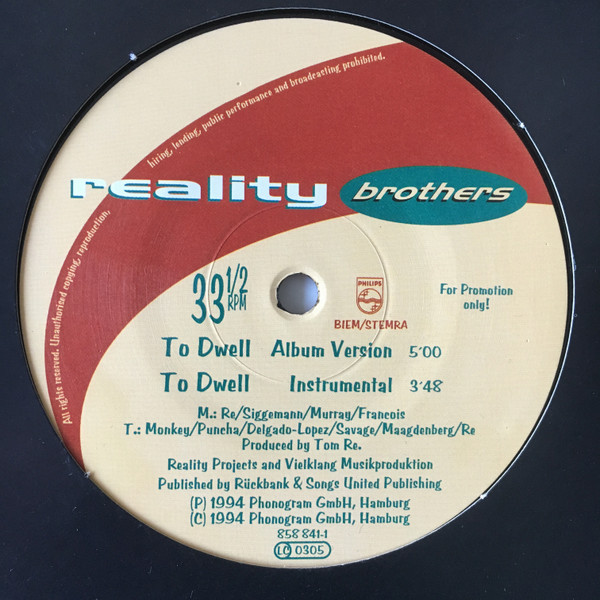 All rights reserved. Unauthorised copying, reproduction,
hiring, lending, public performance and broadcasting prohibited.
reality brothers
33 1/2 RPM
PHILIPS
For Promotion
only!
BIEM/STEMRA
To Dwell Album Version 5'00
To Dwell Instrumental 3'48
M.: Re/Siggemann/Murray/Francois
T.: Monkey/Puncha/Delgado-Lopez/Savage/Maagdenberg/Re
Produced by Tom Re.
Reality Projects and Vielklang Musikproduktion
Published by Rückbank & Songs United Publishing
(P) 1994 Phonogram GmbH, Hamburg
(C) 1994 Phonogram GmbH, Hamburg
858 841-1
LC 0305